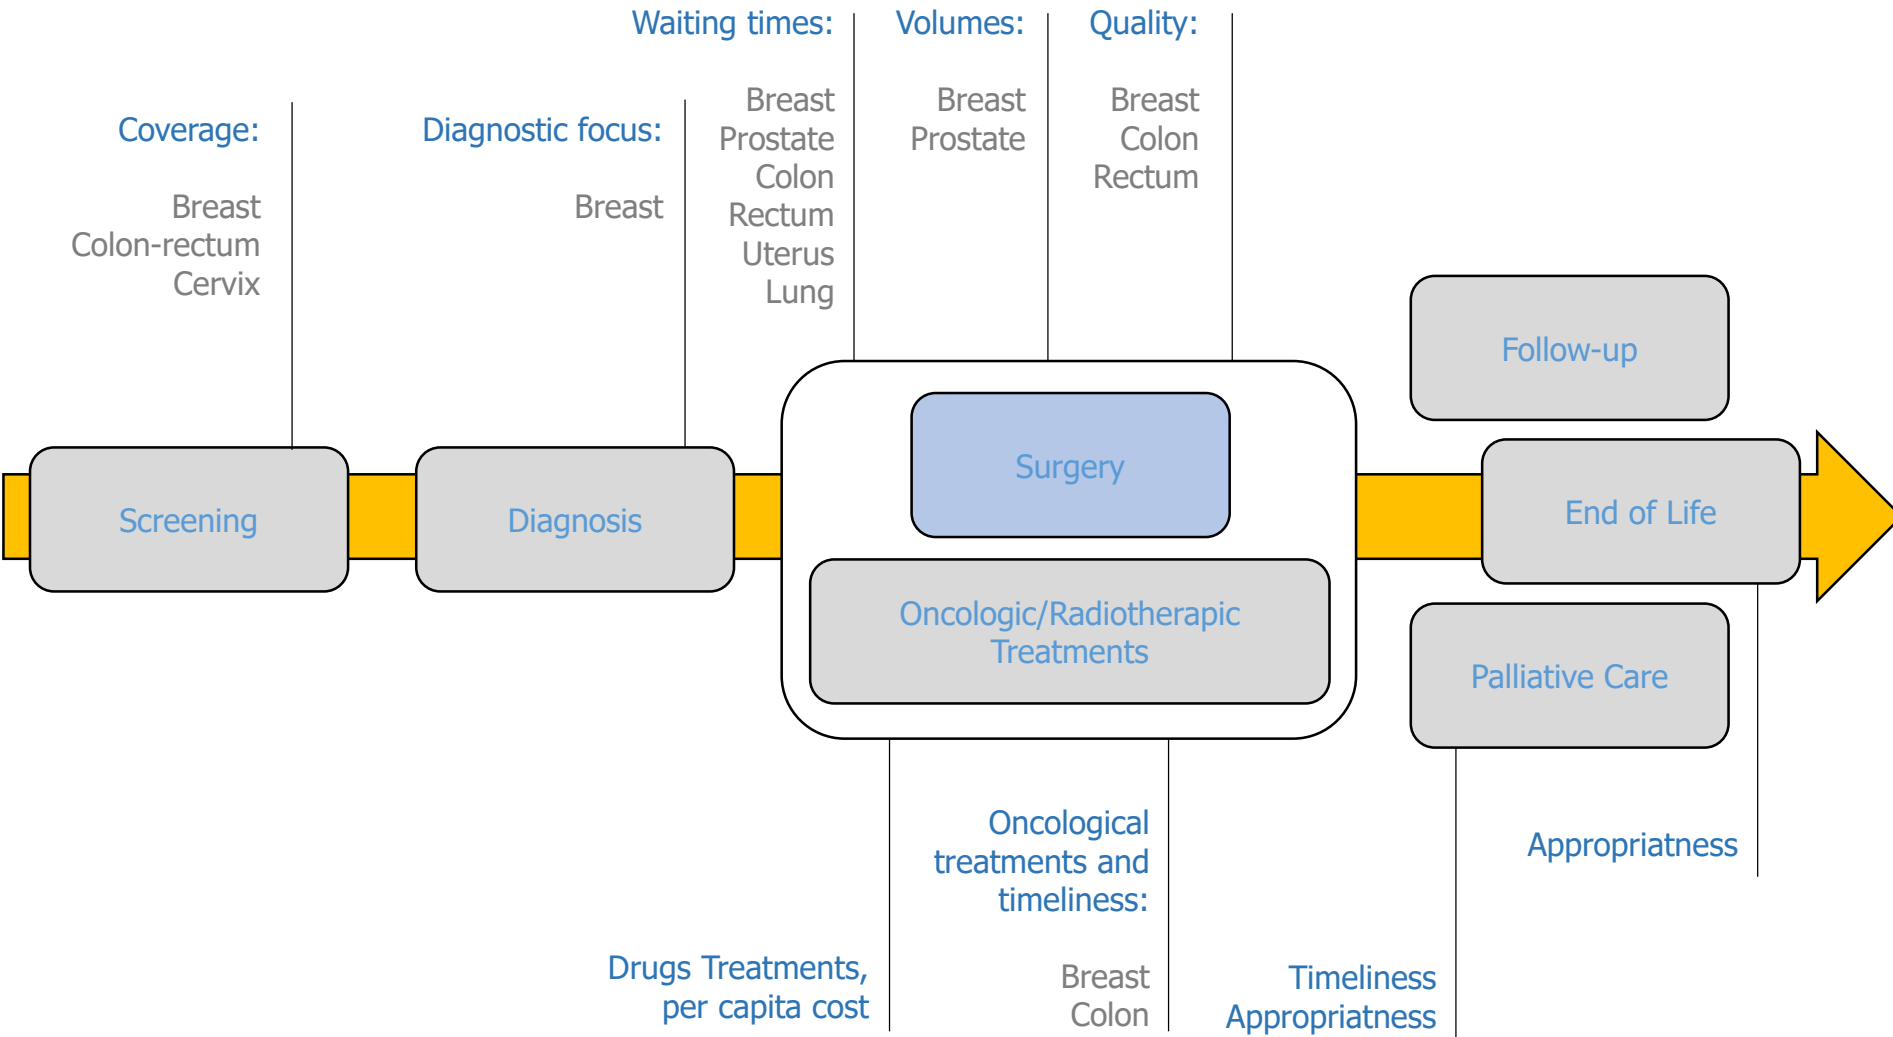 Waiting times:
Breast
Prostate
Colon
Rectum
Uterus
Lung
Volumes:
Breast
Prostate
Quality:
Breast
Colon
Rectum
Coverage:
Breast
Colon-rectum
Cervix
Diagnostic focus:
Breast
Screening
Diagnosis
Surgery
Oncologic/Radiotherapic
Treatments
Follow-up
End of Life
Palliative Care
Drugs Treatments,
per capita cost
Oncological
treatments and
timeliness:
Breast
Colon
Timeliness
Appropriatness
Appropriatness